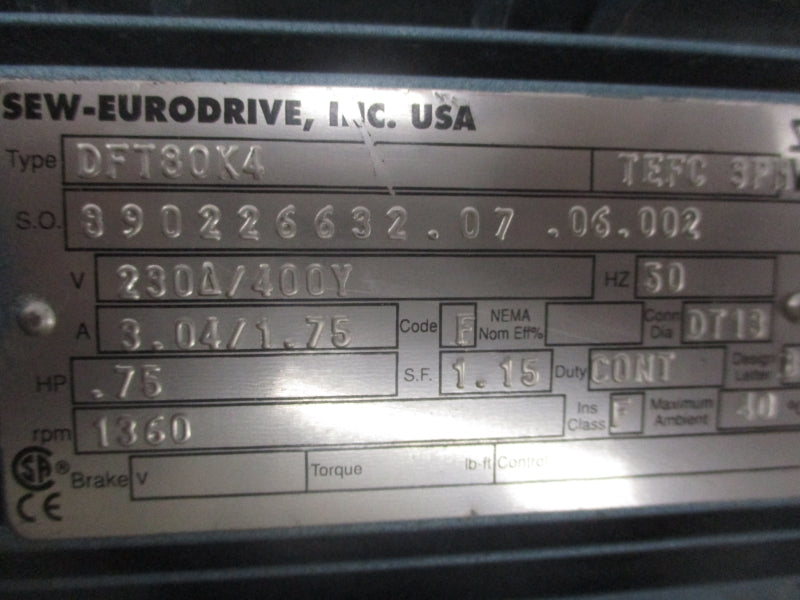 SEW-EURODRIVE, INC. USA
Type DFT80K4 TEFC 3PH
S.O. 890226632.07.06.002
V 230Δ/400Y HZ 50
A 3.04/1.75 Code F NEMA Nom Eff% Conn Dia DT13
HP .75 S.F. 1.15 Duty CONT Design Letter
rpm 1360 Ins Class F Maximum Ambient 40
Brake V Torque lb-ft Control
CE